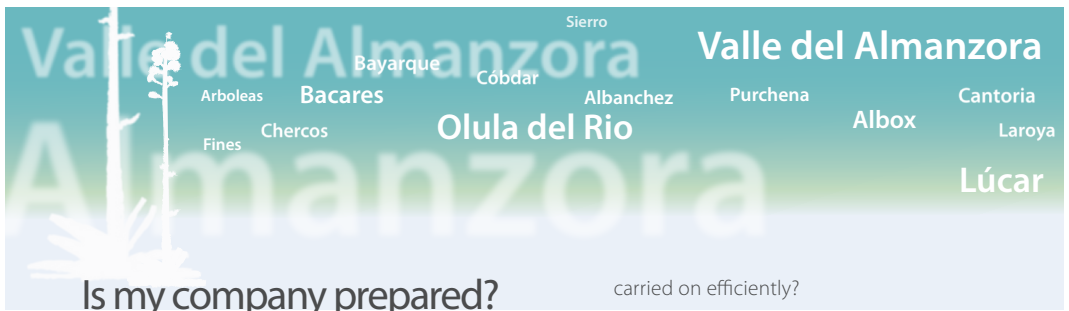 Sierro
Valle del Almanzora
Valle del Almanzora
Bayarque
Cóbdar
Arboleas
Bacares
Albanchez
Purchena
Cantoria
Olula del Rio
Albox
Chercos
Laroya
Fines
Almanzora
Lúcar
Is my company prepared?
carried on efficiently?